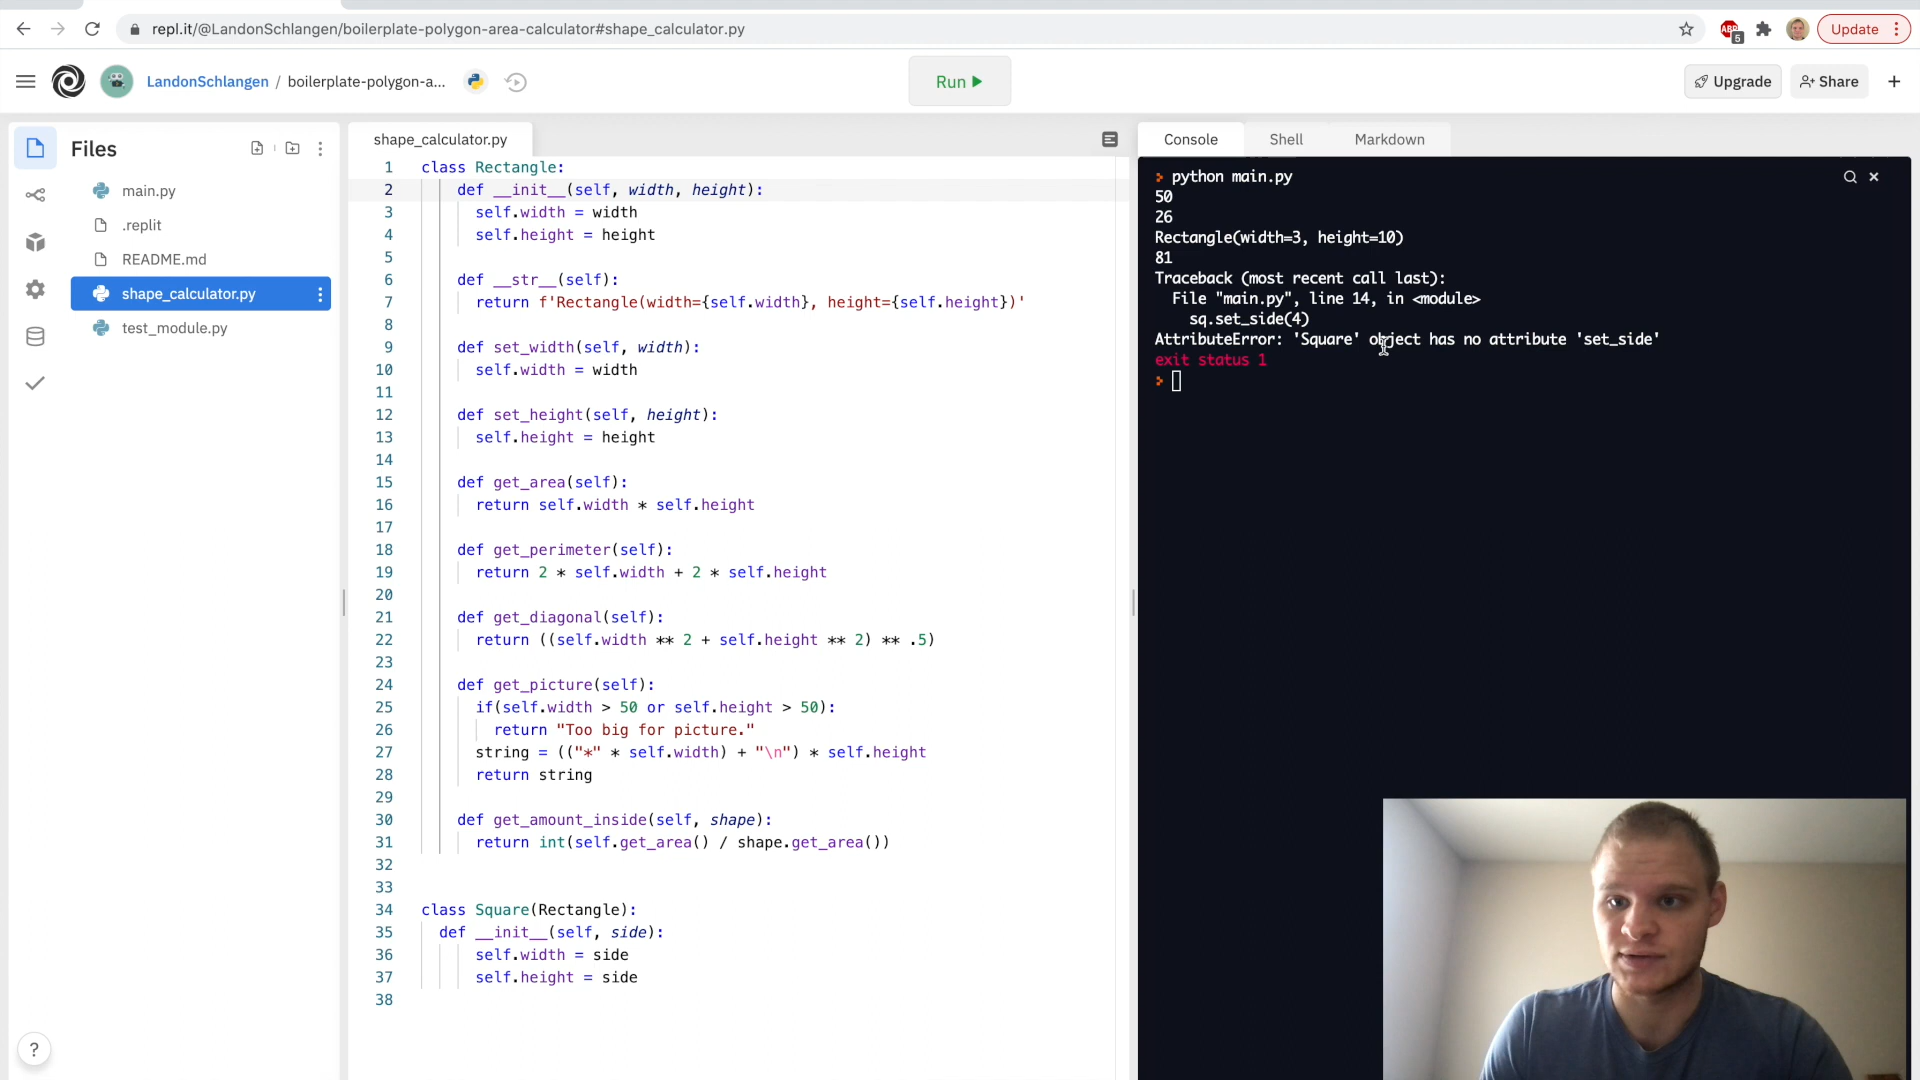 repl.it/@LandonSchlangen/boilerplate-polygon-area-calculator#shape_calculator.py
ABP
5
Update
LandonSchlangen / boilerplate-polygon-a...
Run
Upgrade
Share
+
Files
main.py
.replit
README.md
shape_calculator.py
test_module.py
?
shape_calculator.py
1 class Rectangle:
2 def __init__(self, width, height):
3 self.width = width
4 self.height = height
5
6 def __str__(self):
7 return f'Rectangle(width={self.width}, height={self.height})'
8
9 def set_width(self, width):
10 self.width = width
11
12 def set_height(self, height):
13 self.height = height
14
15 def get_area(self):
16 return self.width * self.height
17
18 def get_perimeter(self):
19 return 2 * self.width + 2 * self.height
20
21 def get_diagonal(self):
22 return ((self.width ** 2 + self.height ** 2) ** .5)
23
24 def get_picture(self):
25 if(self.width > 50 or self.height > 50):
26 return "Too big for picture."
27 string = (("*" * self.width) + "\n") * self.height
28 return string
29
30 def get_amount_inside(self, shape):
31 return int(self.get_area() / shape.get_area())
32
33
34 class Square(Rectangle):
35 def __init__(self, side):
36 self.width = side
37 self.height = side
38
Console Shell Markdown
python main.py
50
26
Rectangle(width=3, height=10)
81
Traceback (most recent call last):
File "main.py", line 14, in <module>
sq.set_side(4)
AttributeError: 'Square' object has no attribute 'set_side'
exit status 1